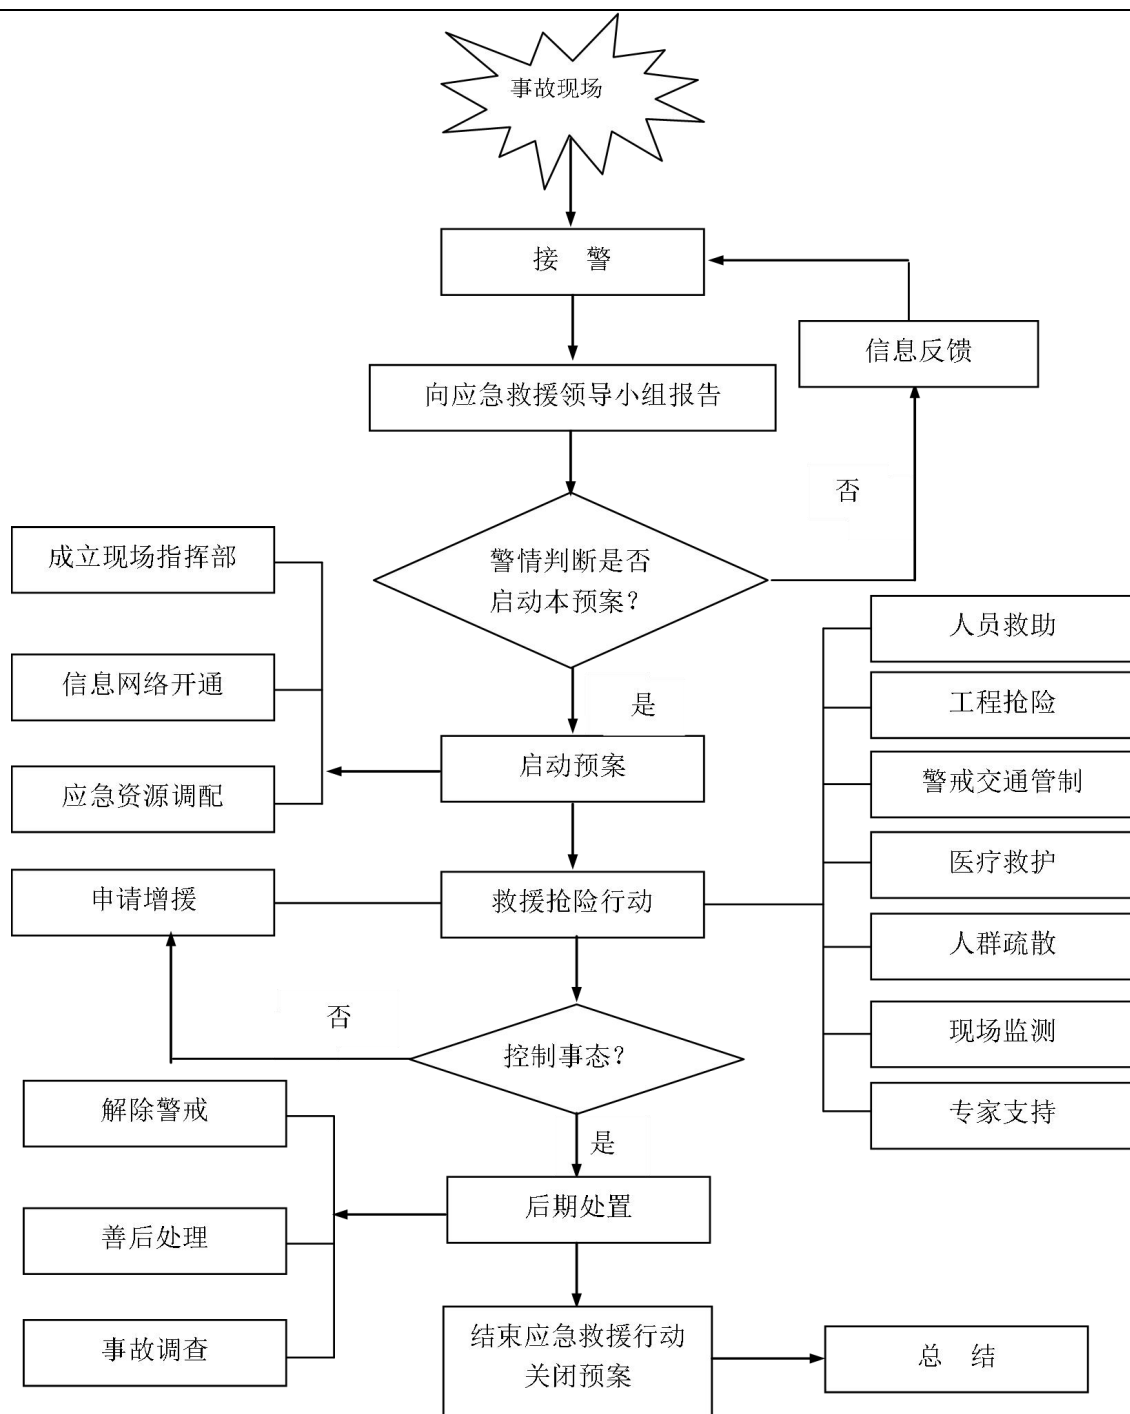 事故现场
接　警
信息反馈
向应急救援领导小组报告
否
警情判断是否
启动本预案？
成立现场指挥部
信息网络开通
应急资源调配
是
启动预案
人员救助
工程抢险
警戒交通管制
医疗救护
人群疏散
现场监测
专家支持
申请增援
救援抢险行动
否
控制事态？
是
解除警戒
善后处理
事故调查
后期处置
结束应急救援行动
关闭预案
总　结